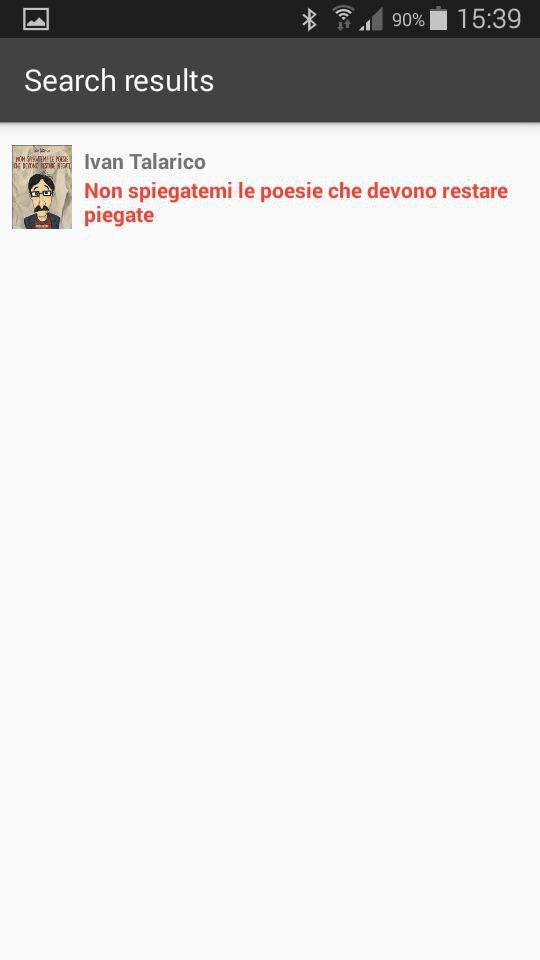 90% 15:39
Search results
Ivan Talarico
Non spiegatemi le poesie che devono restare
piegate
NON SPIEGATEMI LE POESIE
CHE DEVONO RESTARE PIEGATE